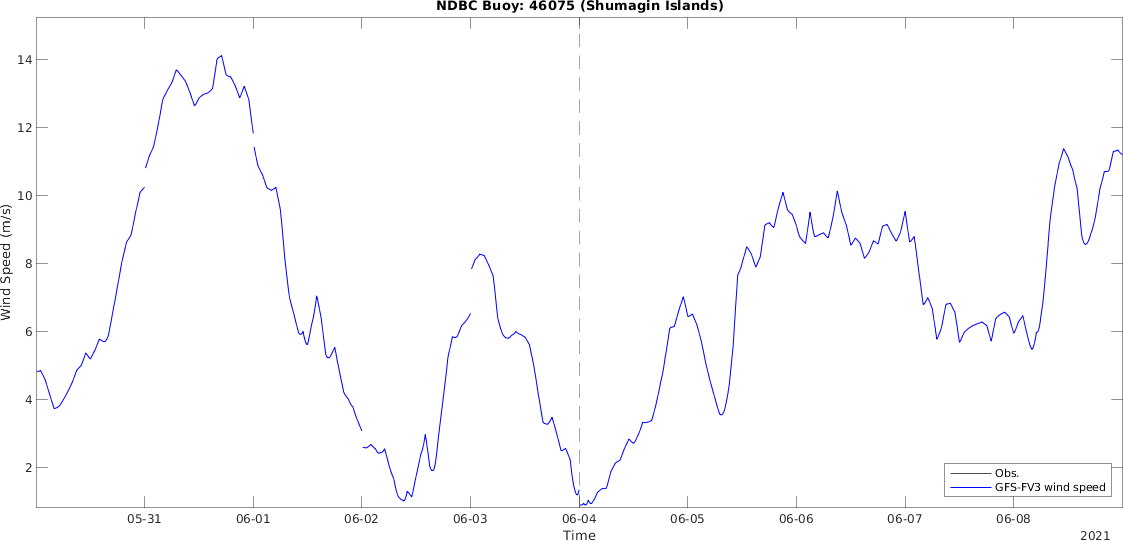 NDBC Buoy: 46075 (Shumagin Islands)
14
12
10
8
6
4
2
Wind Speed (m/s)
Obs.
GFS-FV3 wind speed
05-31 06-01 06-02 06-03 06-04 06-05 06-06 06-07 06-08
Time
2021